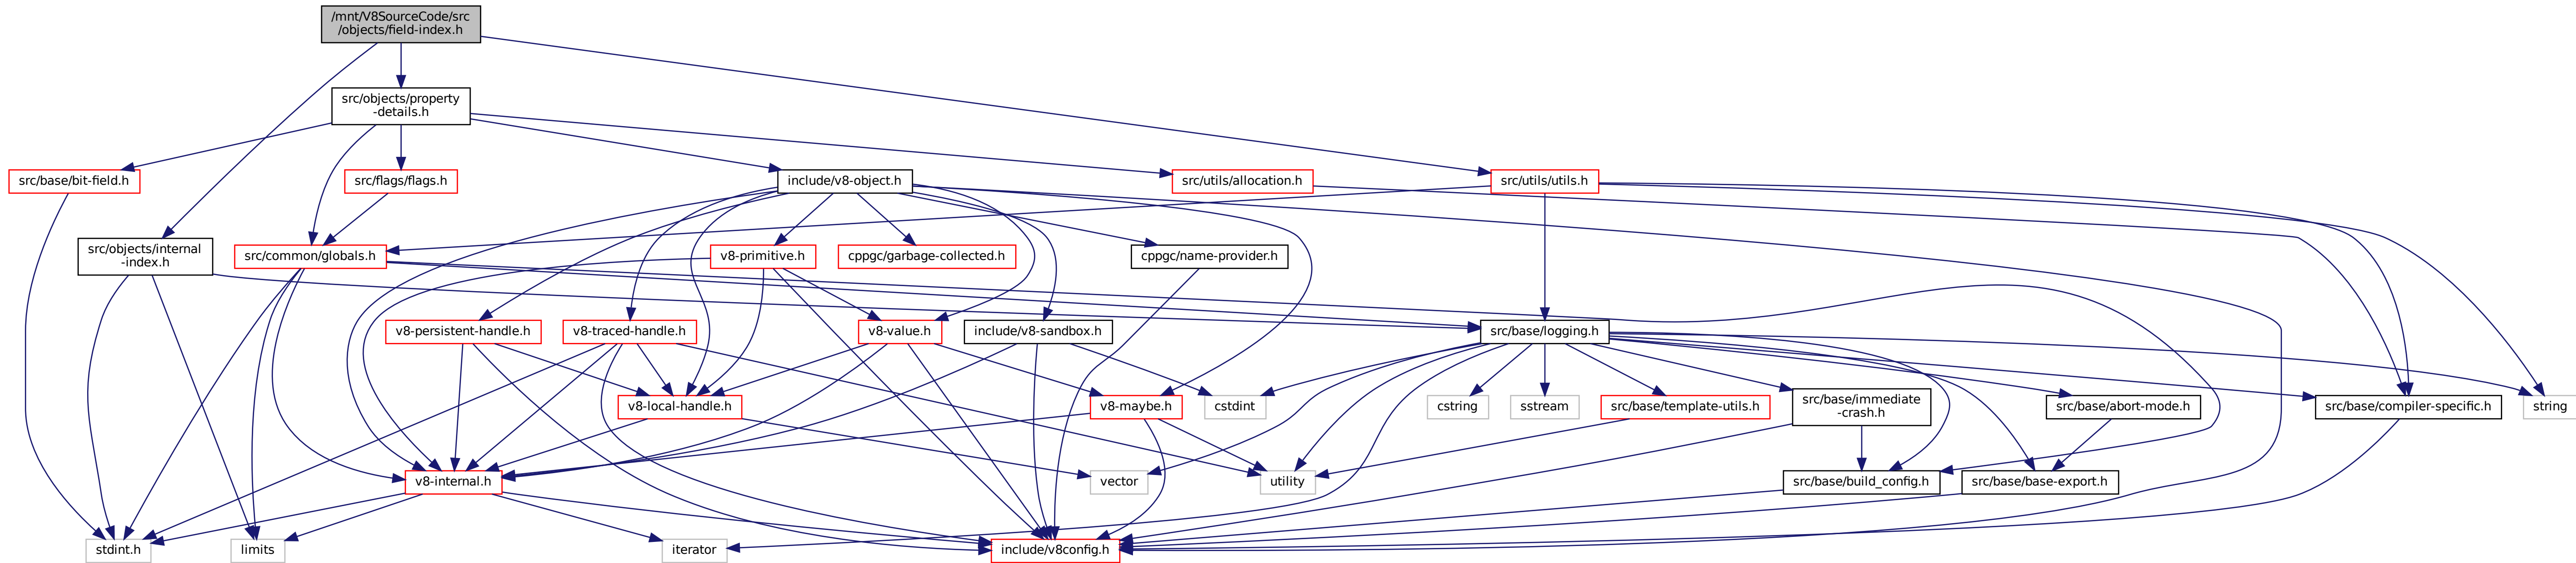 /mnt/V8SourceCode/src
/objects/field-index.h
src/objects/property
-details.h
src/base/bit-field.h
src/flags/flags.h
include/v8-object.h
src/utils/allocation.h
src/utils/utils.h
src/objects/internal
-index.h
src/common/globals.h
v8-primitive.h
cppgc/garbage-collected.h
cppgc/name-provider.h
v8-persistent-handle.h
v8-traced-handle.h
v8-value.h
include/v8-sandbox.h
src/base/logging.h
v8-local-handle.h
v8-maybe.h
cstdint
cstring
sstream
src/base/template-utils.h
src/base/immediate
-crash.h
src/base/abort-mode.h
src/base/compiler-specific.h
string
v8-internal.h
vector
utility
src/base/build_config.h
src/base/base-export.h
stdint.h
limits
iterator
include/v8config.h